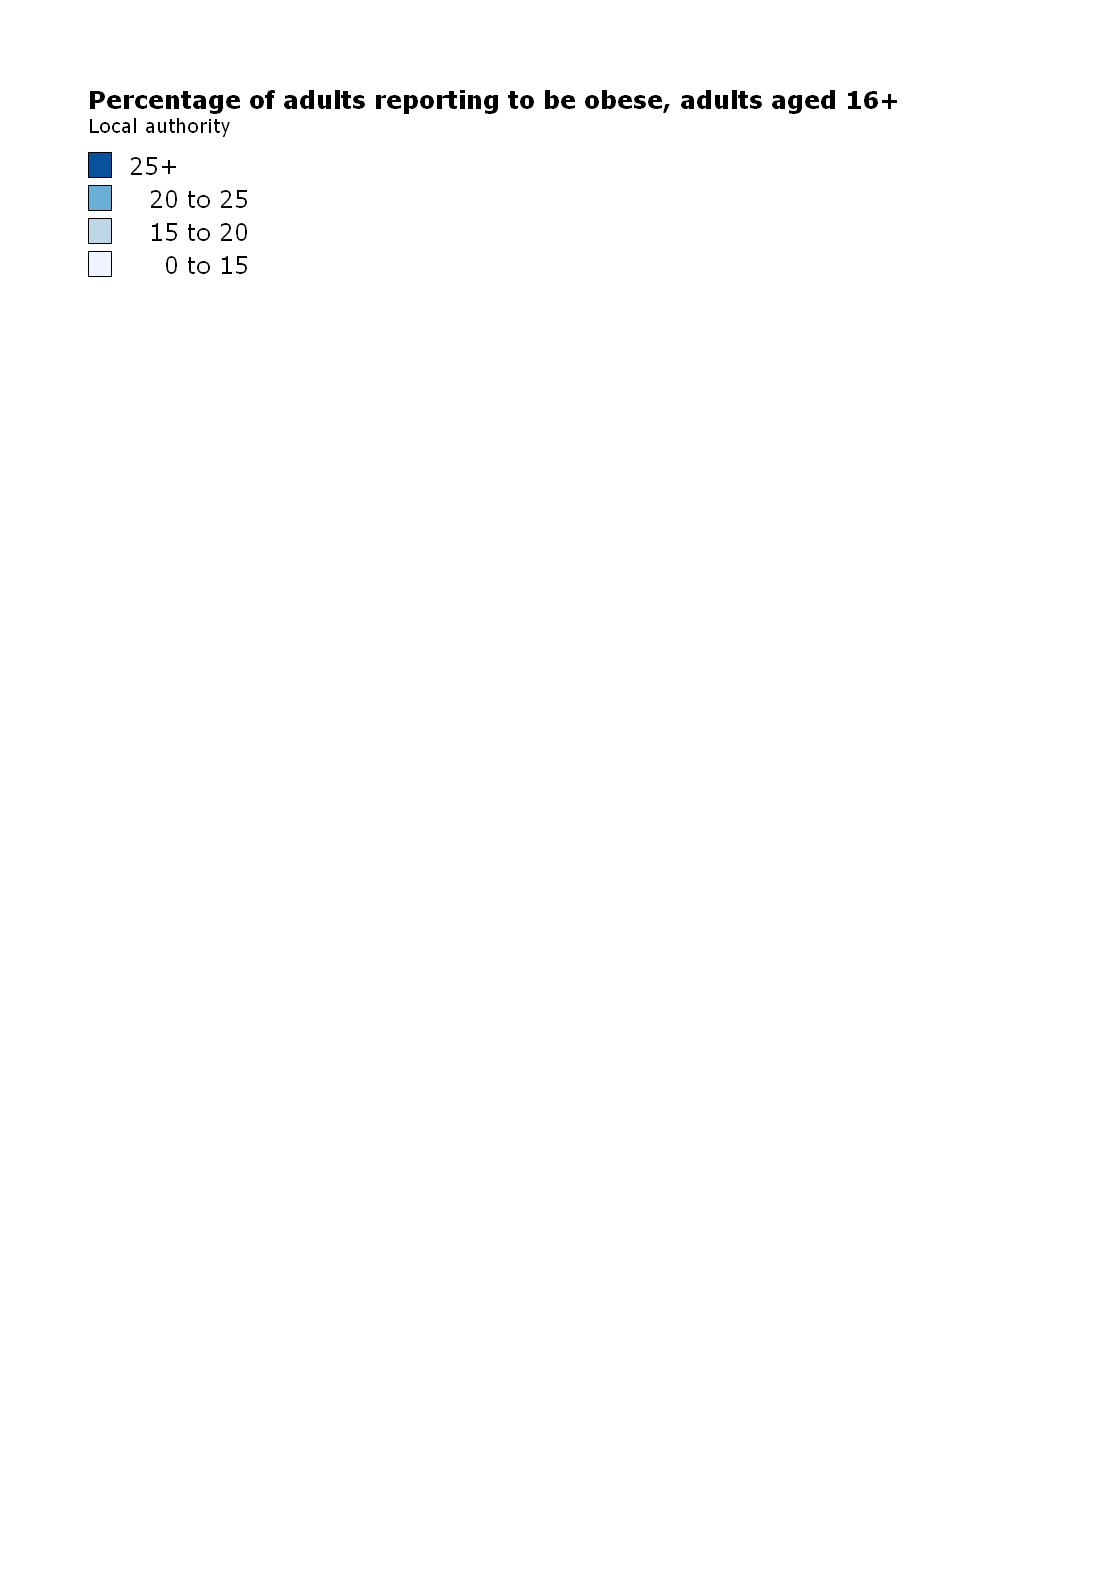 Percentage of adults reporting to be obese, adults aged 16+
Local authority
25+
20 to 25
15 to 20
0 to 15